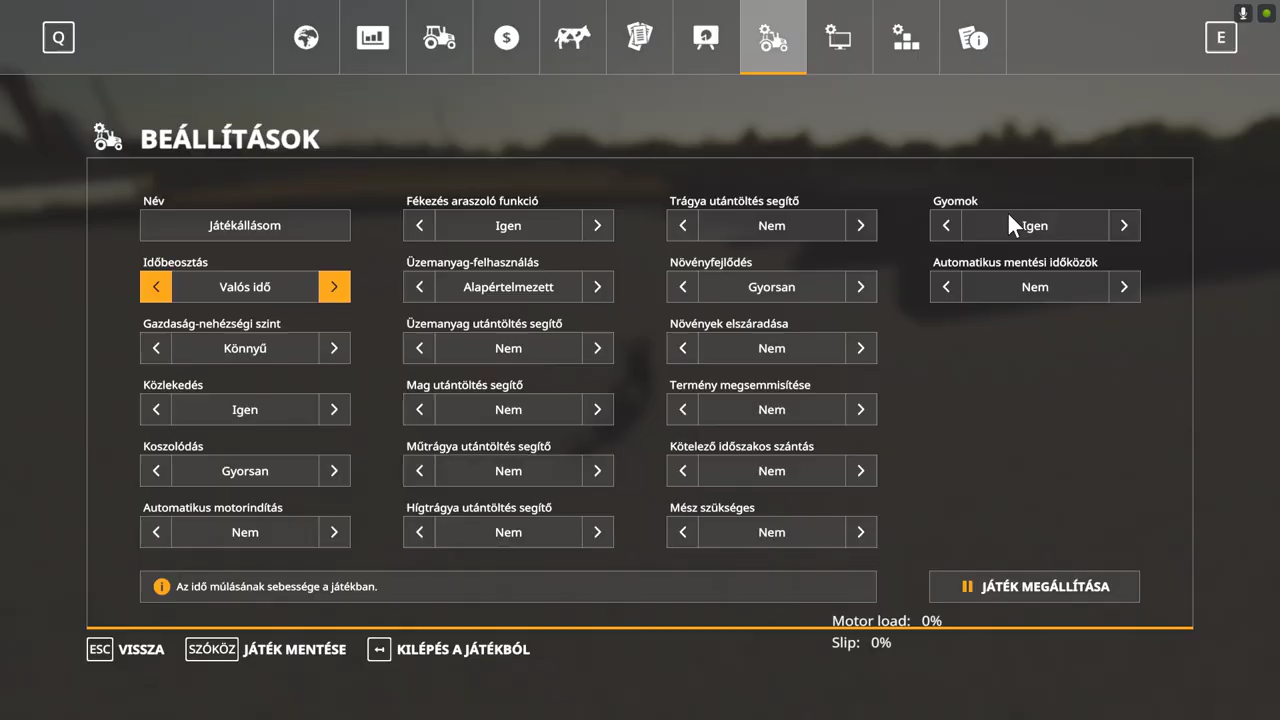 Q
E
BEÁLLÍTÁSOK
Név
Játékállásom
Időbeosztás
Valós idő
Gazdaság-nehézségi szint
Könnyű
Közlekedés
Igen
Koszolódás
Gyorsan
Automatikus motorindítás
Nem
Fékezés araszoló funkció
Igen
Üzemanyag-felhasználás
Alapértelmezett
Üzemanyag utántöltés segítő
Nem
Mag utántöltés segítő
Nem
Műtrágya utántöltés segítő
Nem
Hígtrágya utántöltés segítő
Nem
Trágya utántöltés segítő
Nem
Növényfejlődés
Gyorsan
Növények elszáradása
Nem
Termény megsemmisítése
Nem
Kötelező időszakos szántás
Nem
Mész szükséges
Nem
Gyomok
Igen
Automatikus mentési időközök
Nem
Az idő múlásának sebessége a játékban.
JÁTÉK MEGÁLLÍTÁSA
Motor load: 0%
Slip: 0%
ESC VISSZA SZÓKÖZ JÁTÉK MENTÉSE KILÉPÉS A JÁTÉKBÓL